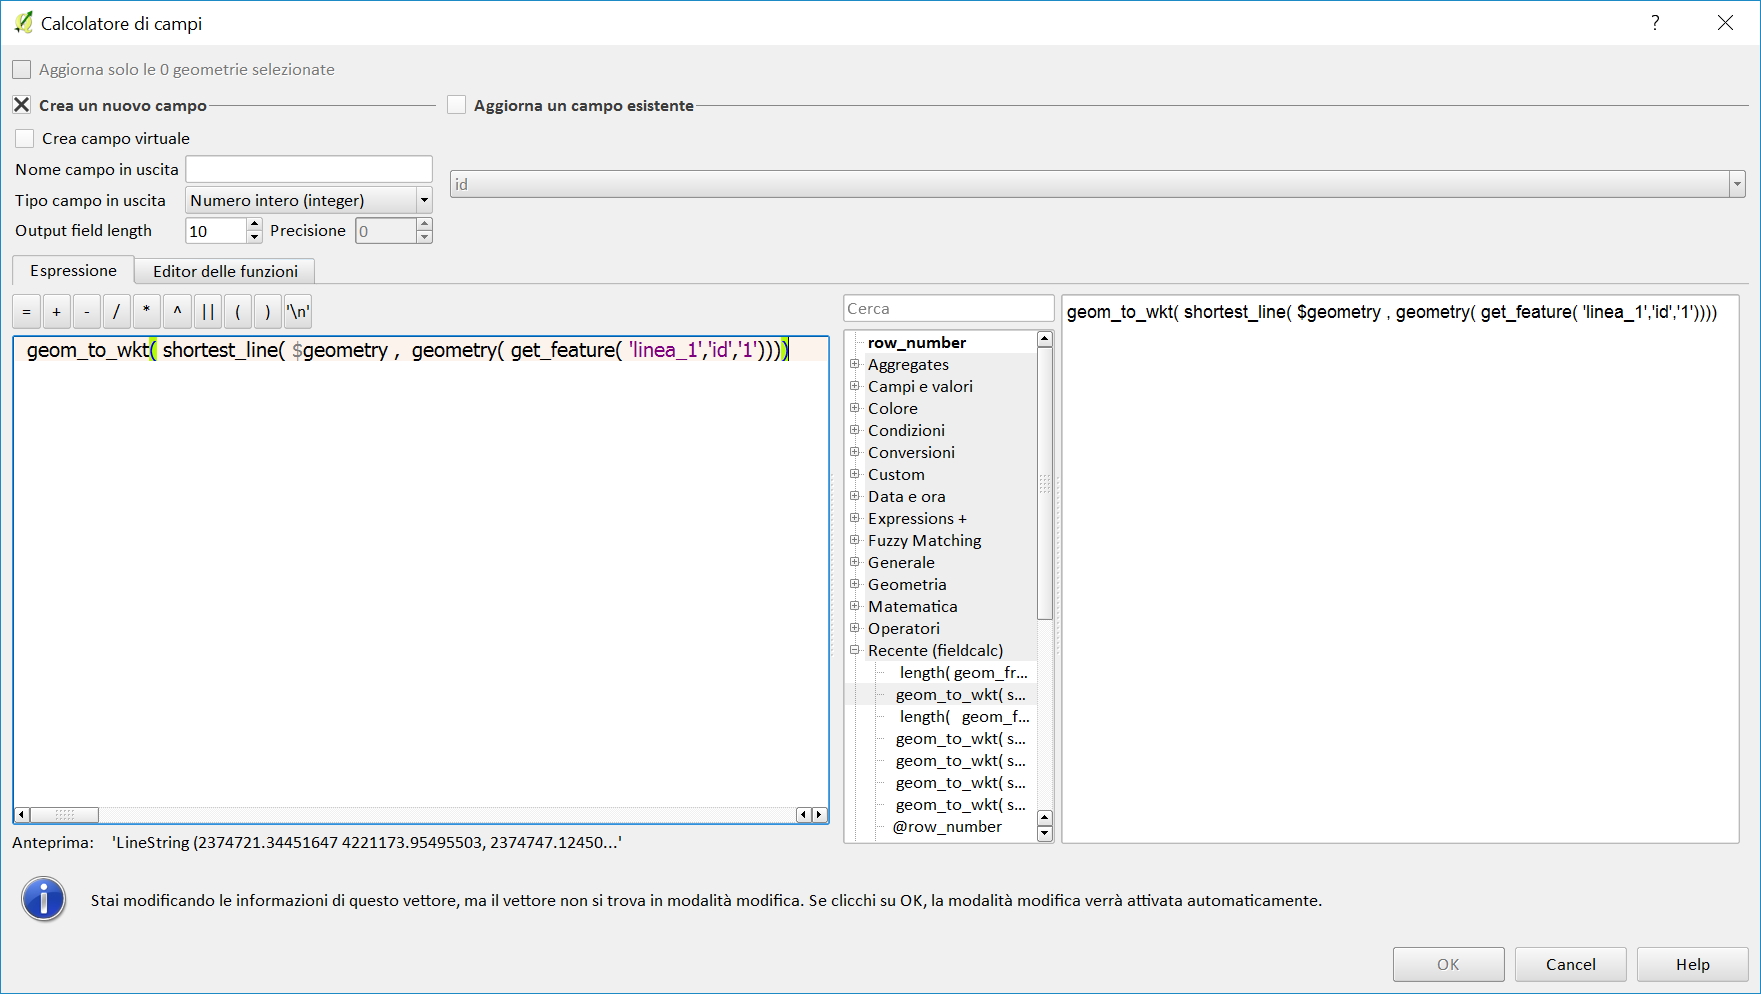 Calcolatore di campi
?
Aggiorna solo le 0 geometrie selezionate
Crea un nuovo campo
Aggiorna un campo esistente
Crea campo virtuale
Nome campo in uscita
Tipo campo in uscita Numero intero (integer)
id
Output field length 10 Precisione 0
Espressione Editor delle funzioni
= + - / * ^ || ( ) '\n'
geom_to_wkt( shortest_line( $geometry , geometry( get_feature( 'linea_1','id','1'))))
Anteprima: 'LineString (2374721.34451647 4221173.95495503, 2374747.12450...'
Cerca
row_number
Aggregates
Campi e valori
Colore
Condizioni
Conversioni
Custom
Data e ora
Expressions +
Fuzzy Matching
Generale
Geometria
Matematica
Operatori
Recente (fieldcalc)
length( geom_fr...
geom_to_wkt( s...
length( geom_f...
geom_to_wkt( s...
geom_to_wkt( s...
geom_to_wkt( s...
geom_to_wkt( s...
@row_number
geom_to_wkt( shortest_line( $geometry , geometry( get_feature( 'linea_1','id','1'))))
Stai modificando le informazioni di questo vettore, ma il vettore non si trova in modalità modifica. Se clicchi su OK, la modalità modifica verrà attivata automaticamente.
OK Cancel Help